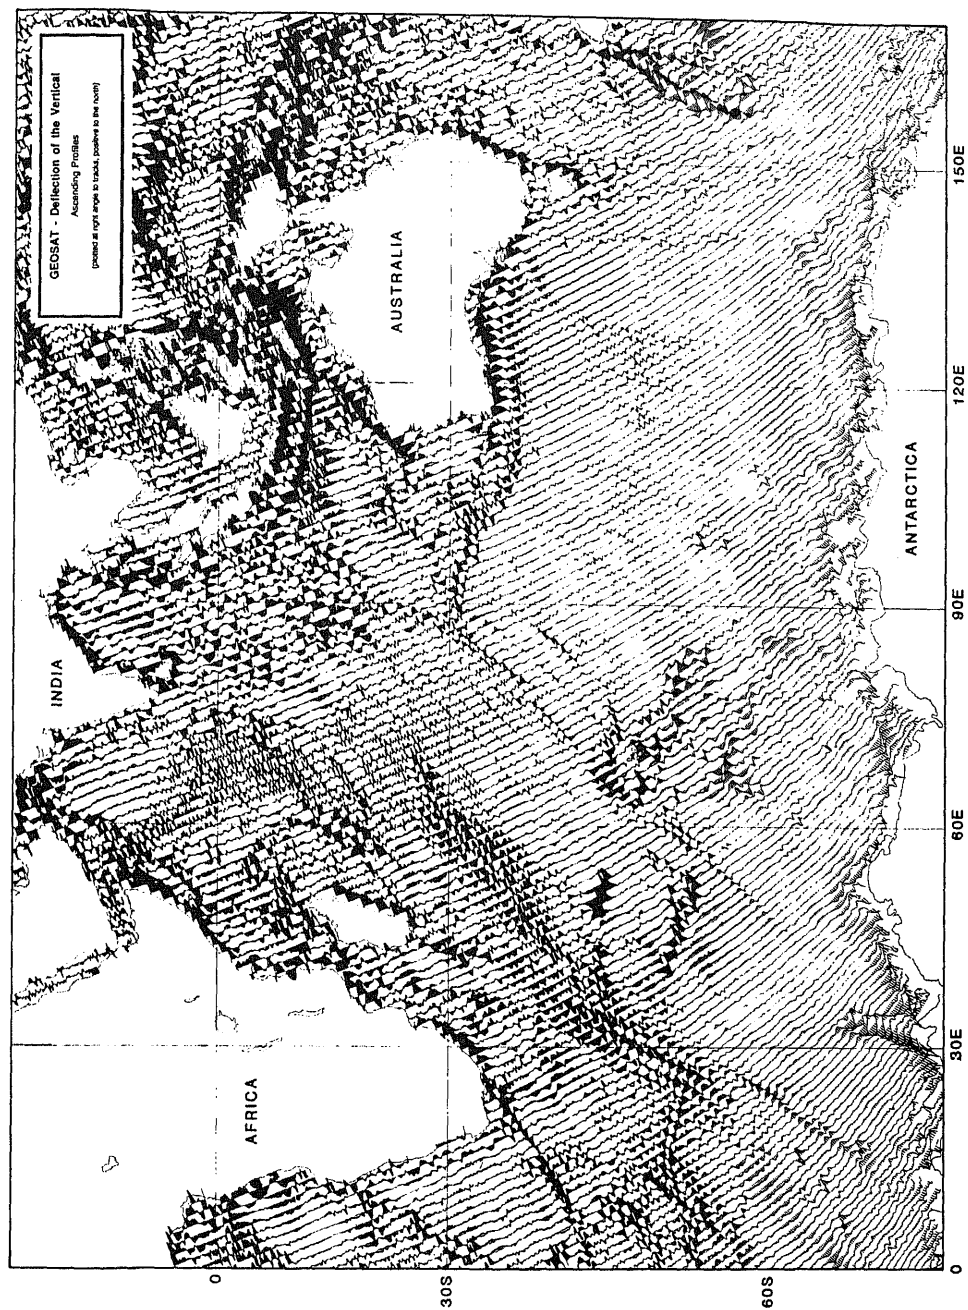 GEOSAT - Deflection of the Vertical
Ascending Profiles
(plotted at right angle to tracks, positive to the north)
INDIA
AFRICA
AUSTRALIA
ANTARCTICA
0
30S
60S
0
30E
60E
90E
120E
150E